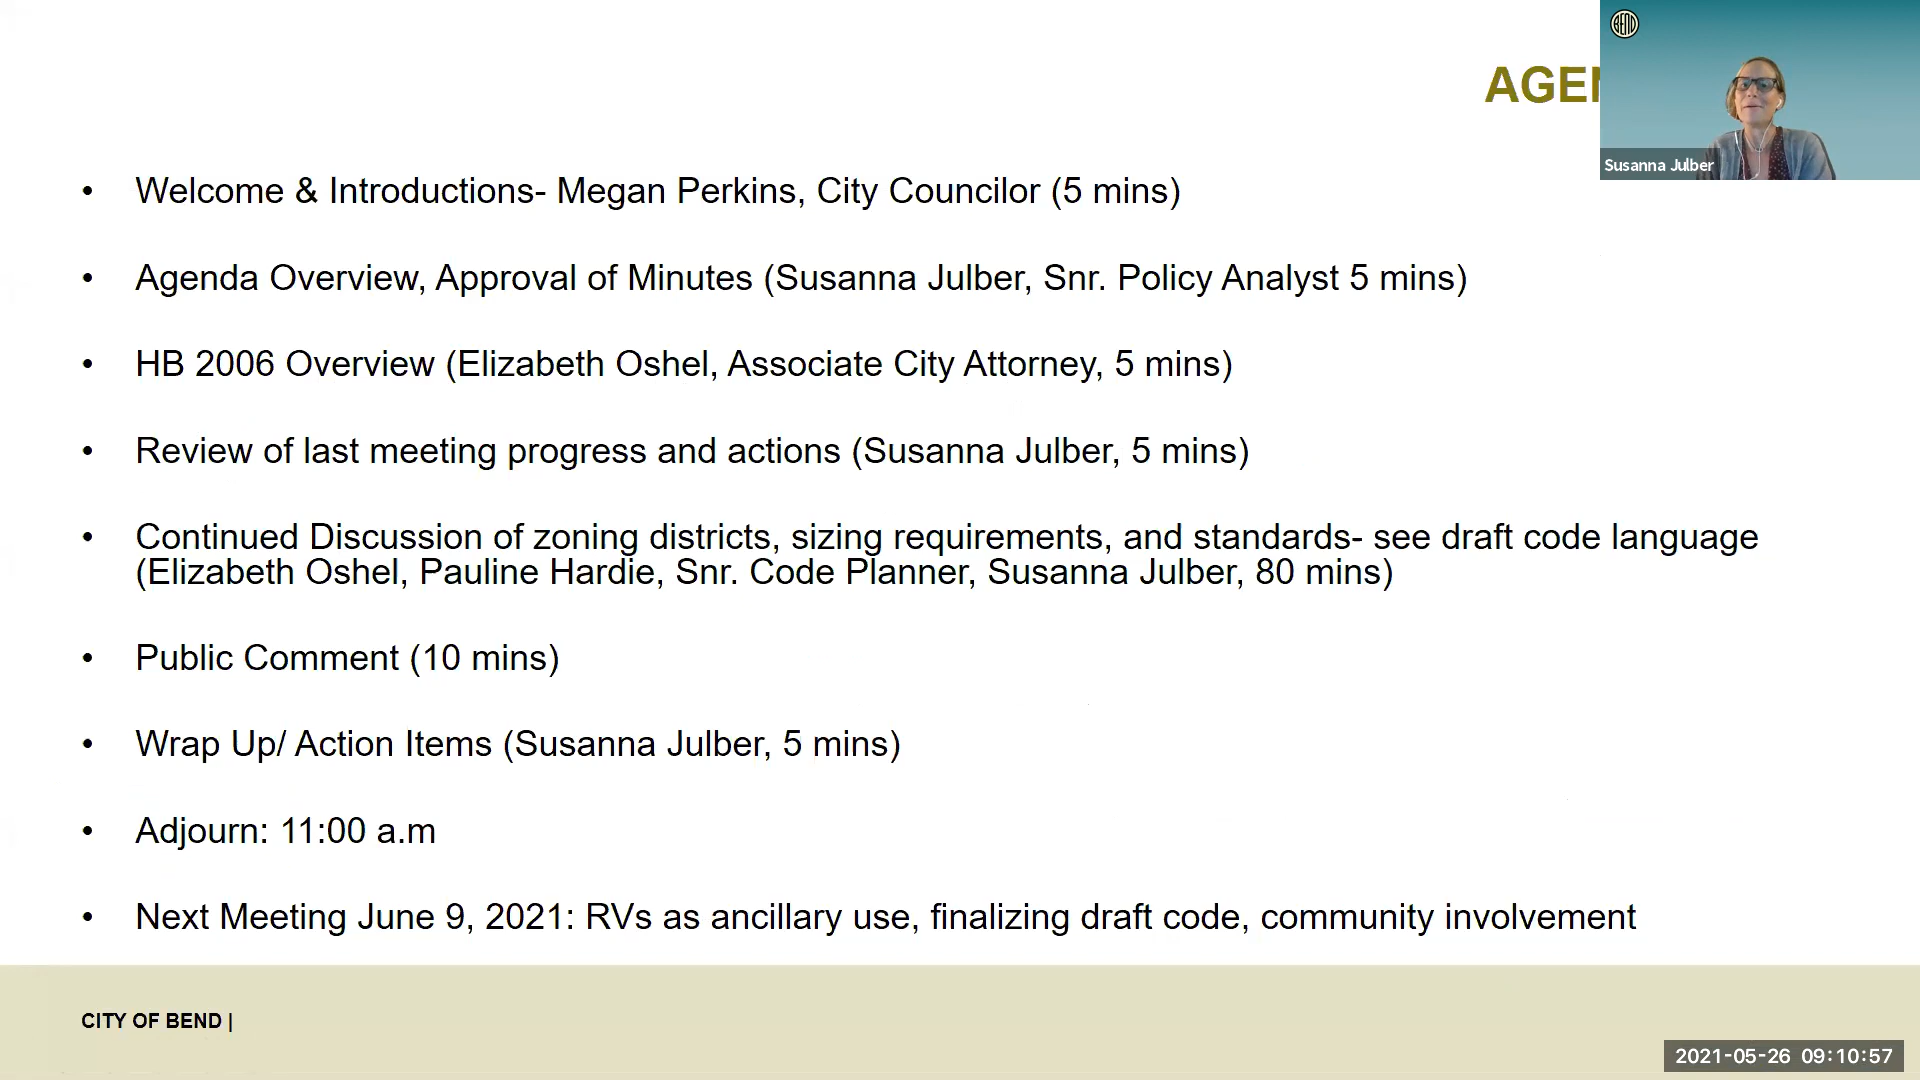 AGEN
BEND
Susanna Julber
• Welcome & Introductions- Megan Perkins, City Councilor (5 mins)
• Agenda Overview, Approval of Minutes (Susanna Julber, Snr. Policy Analyst 5 mins)
• HB 2006 Overview (Elizabeth Oshel, Associate City Attorney, 5 mins)
• Review of last meeting progress and actions (Susanna Julber, 5 mins)
• Continued Discussion of zoning districts, sizing requirements, and standards- see draft code language
(Elizabeth Oshel, Pauline Hardie, Snr. Code Planner, Susanna Julber, 80 mins)
• Public Comment (10 mins)
• Wrap Up/ Action Items (Susanna Julber, 5 mins)
• Adjourn: 11:00 a.m
• Next Meeting June 9, 2021: RVs as ancillary use, finalizing draft code, community involvement
CITY OF BEND |
2021-05-26 09:10:57